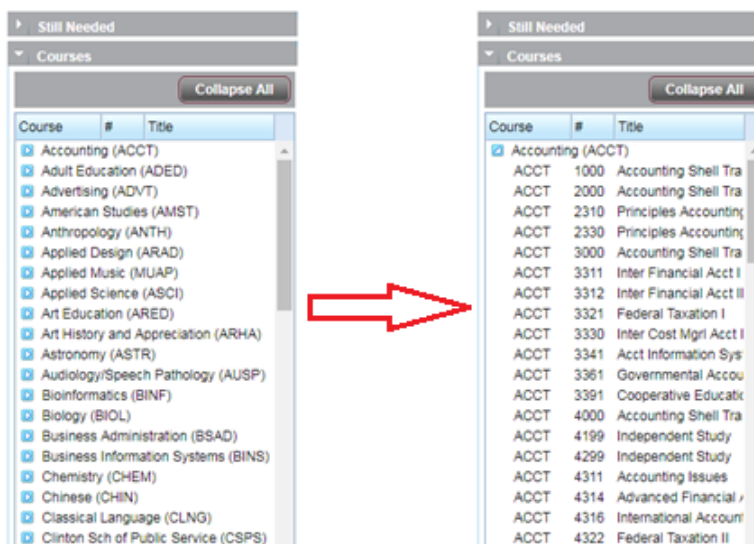 Still Needed
Courses
Collapse All
Course # Title
Accounting (ACCT)
Adult Education (ADED)
Advertising (ADVT)
American Studies (AMST)
Anthropology (ANTH)
Applied Design (ARAD)
Applied Music (MUAP)
Applied Science (ASCI)
Art Education (ARED)
Art History and Appreciation (ARHA)
Astronomy (ASTR)
Audiology/Speech Pathology (AUSP)
Bioinformatics (BINF)
Biology (BIOL)
Business Administration (BSAD)
Business Information Systems (BINS)
Chemistry (CHEM)
Chinese (CHIN)
Classical Language (CLNG)
Clinton Sch of Public Service (CSPS)
Still Needed
Courses
Collapse All
Course # Title
Accounting (ACCT)
ACCT 1000 Accounting Shell Tra
ACCT 2000 Accounting Shell Tra
ACCT 2310 Principles Accounting
ACCT 2330 Principles Accounting
ACCT 3000 Accounting Shell Tra
ACCT 3311 Inter Financial Acct I
ACCT 3312 Inter Financial Acct II
ACCT 3321 Federal Taxation I
ACCT 3330 Inter Cost Mgrl Acct I
ACCT 3341 Acct Information Sys
ACCT 3361 Governmental Accou
ACCT 3391 Cooperative Educatio
ACCT 4000 Accounting Shell Tra
ACCT 4199 Independent Study
ACCT 4299 Independent Study
ACCT 4311 Accounting Issues
ACCT 4314 Advanced Financial
ACCT 4316 International Account
ACCT 4322 Federal Taxation II